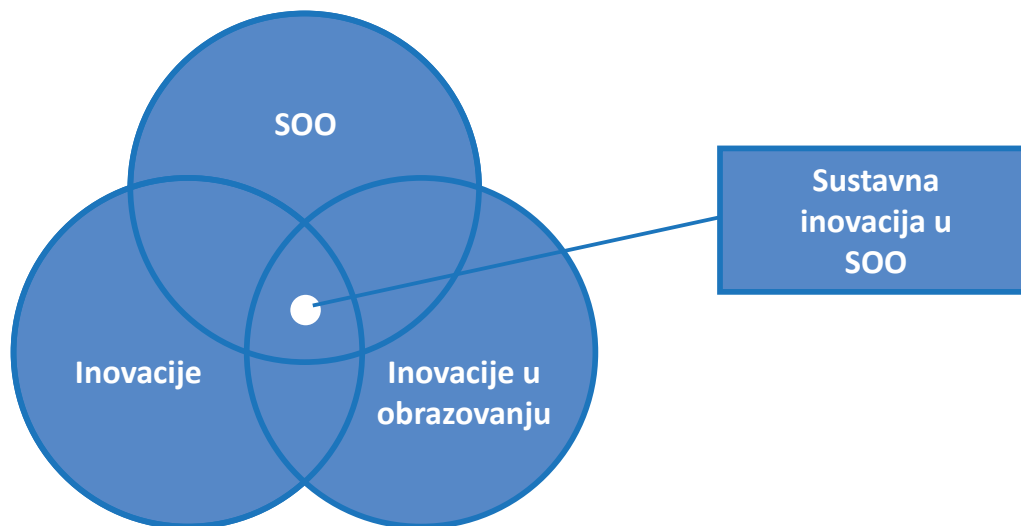 SOO
Sustavna
inovacija u
SOO
Inovacije
Inovacije u
obrazovanju